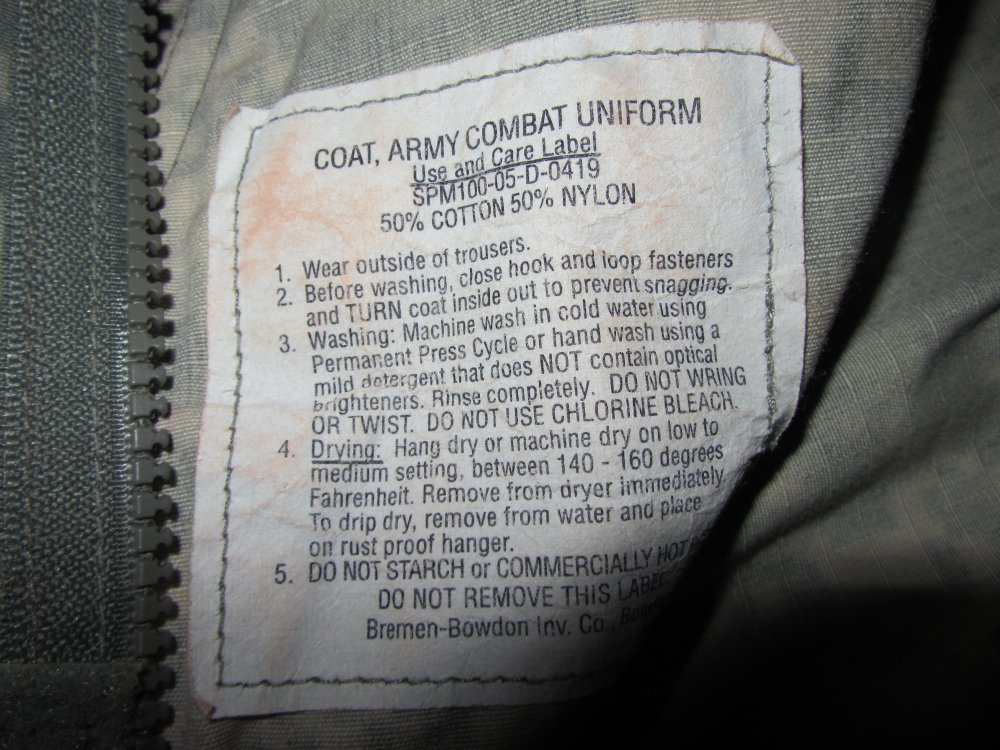 COAT, ARMY COMBAT UNIFORM
Use and Care Label
SPM100-05-D-0419
50% COTTON 50% NYLON
1. Wear outside of trousers.
2. Before washing, close hook and loop fasteners
and TURN coat inside out to prevent snagging.
3. Washing: Machine wash in cold water using
Permanent Press Cycle or hand wash using a
mild detergent that does NOT contain optical
brighteners. Rinse completely. DO NOT WRING
OR TWIST. DO NOT USE CHLORINE BLEACH.
4. Drying: Hang dry or machine dry on low to
medium setting, between 140 - 160 degrees
Fahrenheit. Remove from dryer immediately.
To drip dry, remove from water and place
on rust proof hanger.
5. DO NOT STARCH or COMMERCIALLY HOT
DO NOT REMOVE THIS LABEL
Bremen-Bowdon Inv. Co.,